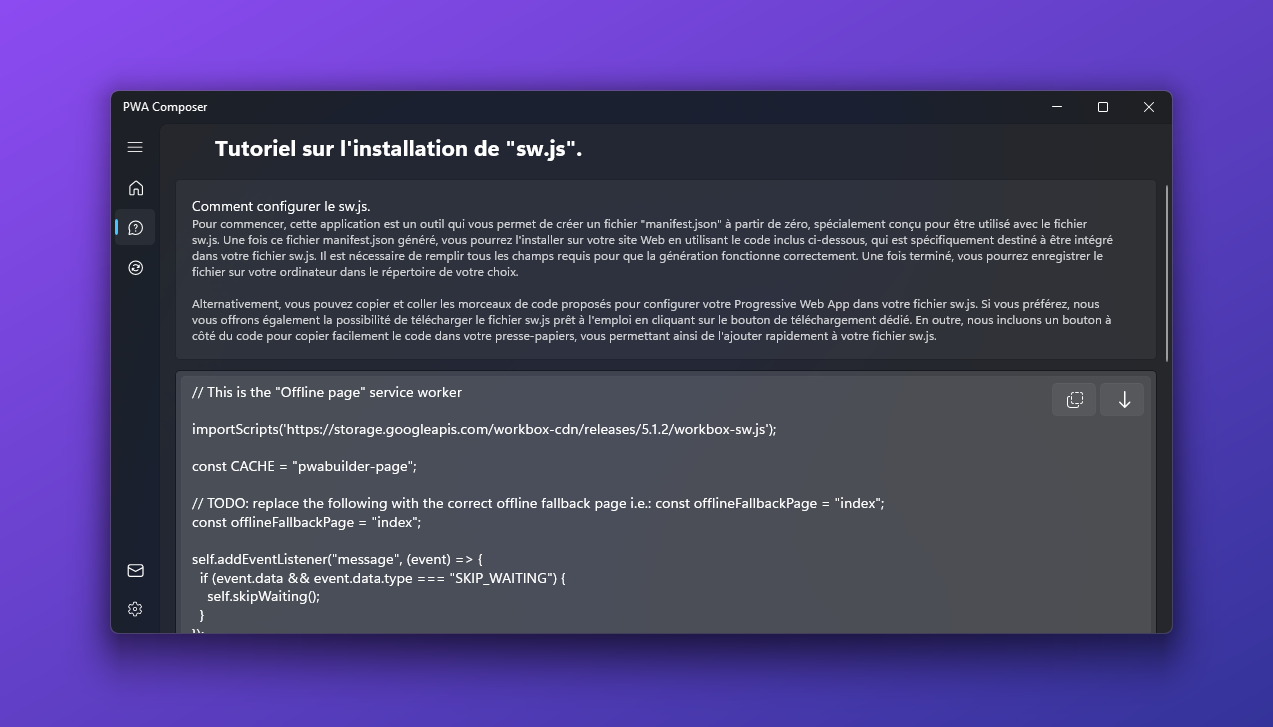 PWA Composer
Tutoriel sur l'installation de "sw.js".
Comment configurer le sw.js.
Pour commencer, cette application est un outil qui vous permet de créer un fichier "manifest.json" à partir de zéro, spécialement conçu pour être utilisé avec le fichier
sw.js. Une fois ce fichier manifest.json généré, vous pourrez l'installer sur votre site Web en utilisant le code inclus ci-dessous, qui est spécifiquement destiné à être intégré
dans votre fichier sw.js. Il est nécessaire de remplir tous les champs requis pour que la génération fonctionne correctement. Une fois terminé, vous pourrez enregistrer le
fichier sur votre ordinateur dans le répertoire de votre choix.
Alternativement, vous pouvez copier et coller les morceaux de code proposés pour configurer votre Progressive Web App dans votre fichier sw.js. Si vous préférez, nous
vous offrons également la possibilité de télécharger le fichier sw.js prêt à l'emploi en cliquant sur le bouton de téléchargement dédié. En outre, nous incluons un bouton à
côté du code pour copier facilement le code dans votre presse-papiers, vous permettant ainsi de l'ajouter rapidement à votre fichier sw.js.
// This is the "Offline page" service worker
importScripts('https://storage.googleapis.com/workbox-cdn/releases/5.1.2/workbox-sw.js');
const CACHE = "pwabuilder-page";
// TODO: replace the following with the correct offline fallback page i.e.: const offlineFallbackPage = "index";
const offlineFallbackPage = "index";
self.addEventListener("message", (event) => {
if (event.data && event.data.type === "SKIP_WAITING") {
self.skipWaiting();
}
});